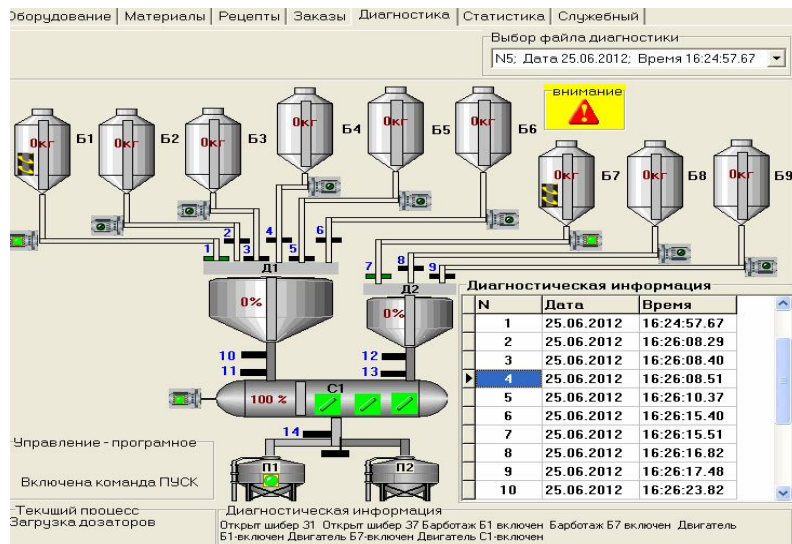 Оборудование Материалы Рецепты Заказы Диагностика Статистика Служебный
Выбор файла диагностики
N5; Дата 25.06.2012; Время 16:24:57.67
внимание
0кг Б1 0кг Б2 0кг Б3 0кг Б4 0кг Б5 0кг Б6
0кг Б7 0кг Б8 0кг Б9
1 2 3 4 5 6
7 8 9
Д1
Д2
0%
0%
10
11
12
13
100 %
С1
14
П1
П2
Диагностическая информация
N Дата Время
1 25.06.2012 16:24:57.67
2 25.06.2012 16:26:08.29
3 25.06.2012 16:26:08.40
4 25.06.2012 16:26:08.51
5 25.06.2012 16:26:10.37
6 25.06.2012 16:26:15.40
7 25.06.2012 16:26:15.51
8 25.06.2012 16:26:16.82
9 25.06.2012 16:26:17.48
10 25.06.2012 16:26:23.82
Управление - програмное
Включена команда ПУСК
Текущий процесс
Загрузка дозаторов
Диагностическая информация
Открыт шибер З1 Открыт шибер З7 Барботаж Б1 включен Барботаж Б7 включен Двигатель
Б1-включен Двигатель Б7-включен Двигатель С1-включен